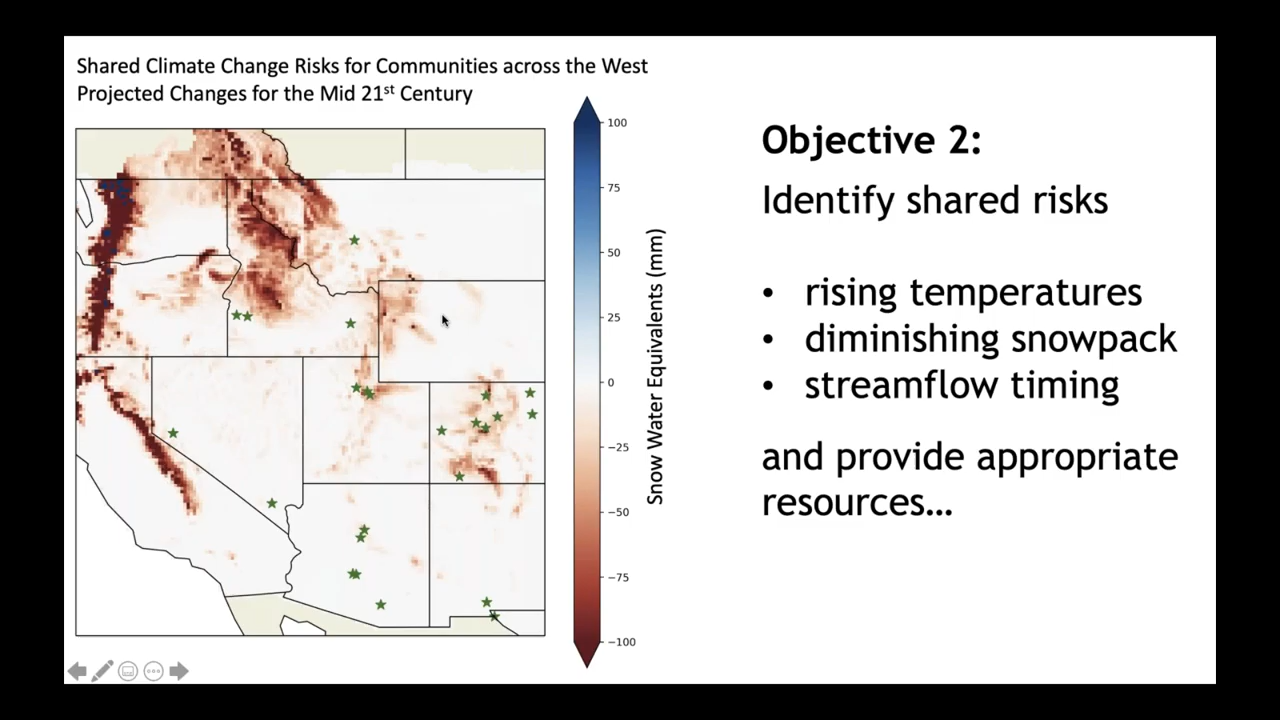 Shared Climate Change Risks for Communities across the West
Projected Changes for the Mid 21st Century
100
75
50
25
0
−25
−50
−75
−100
Snow Water Equivalents (mm)
Objective 2:
Identify shared risks
• rising temperatures
• diminishing snowpack
• streamflow timing
and provide appropriate
resources…